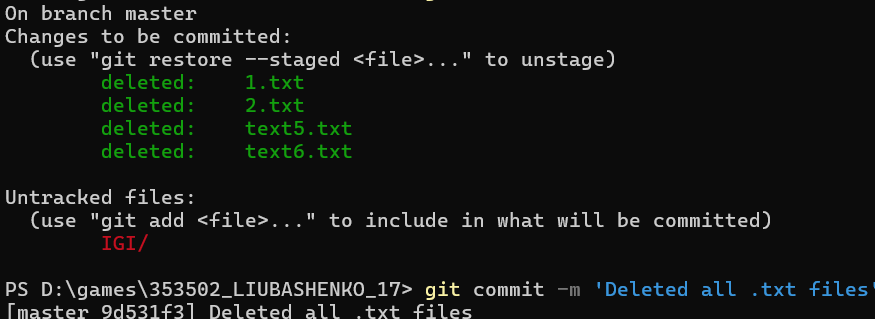 On branch master
Changes to be committed:
  (use "git restore --staged <file>..." to unstage)
        deleted:    1.txt
        deleted:    2.txt
        deleted:    text5.txt
        deleted:    text6.txt

Untracked files:
  (use "git add <file>..." to include in what will be committed)
        IGI/

PS D:\games\353502_LIUBASHENKO_17> git commit -m 'Deleted all .txt files'
[master 9d531f3] Deleted all .txt files